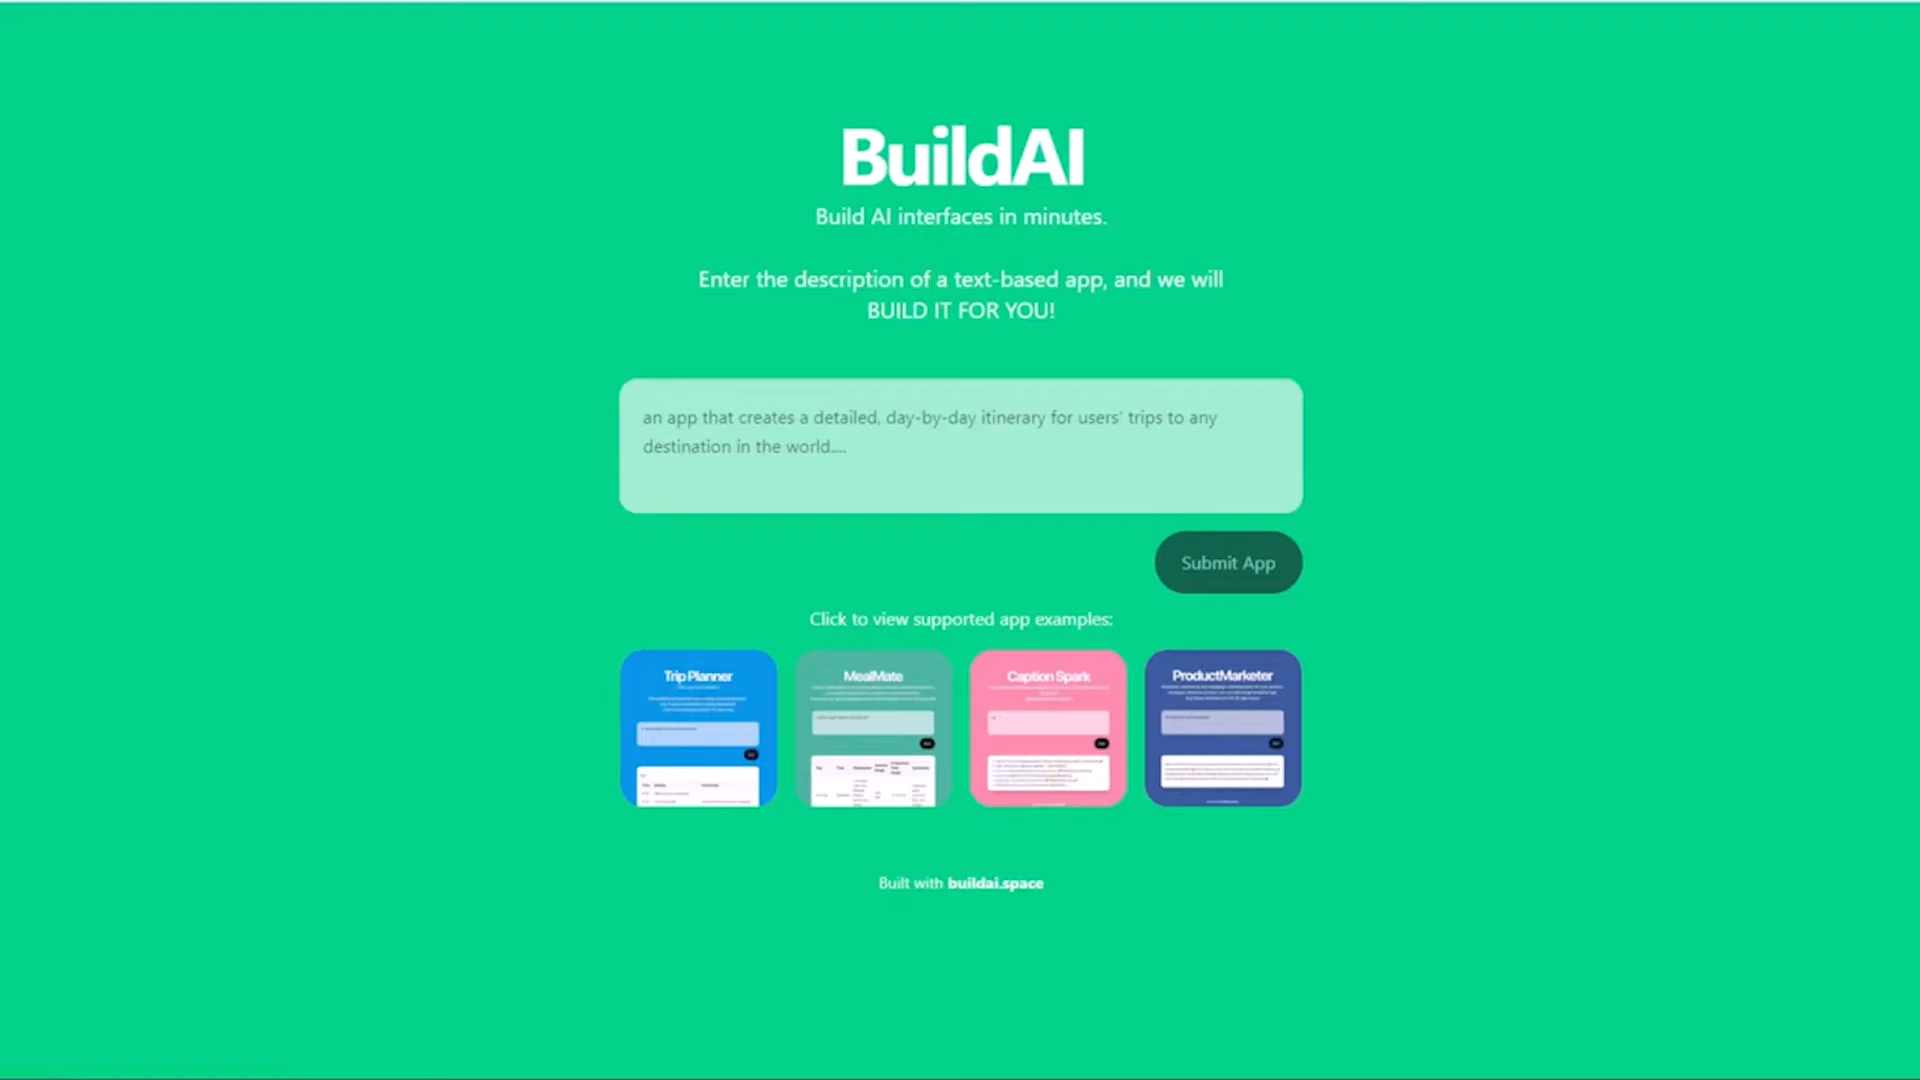 BuildAI
Build AI interfaces in minutes.
Enter the description of a text-based app, and we will
BUILD IT FOR YOU!
an app that creates a detailed, day-by-day itinerary for users' trips to any
destination in the world....
Submit App
Click to view supported app examples:
Trip Planner
MealMate
Caption Spark
ProductMarketer
Built with buildai.space